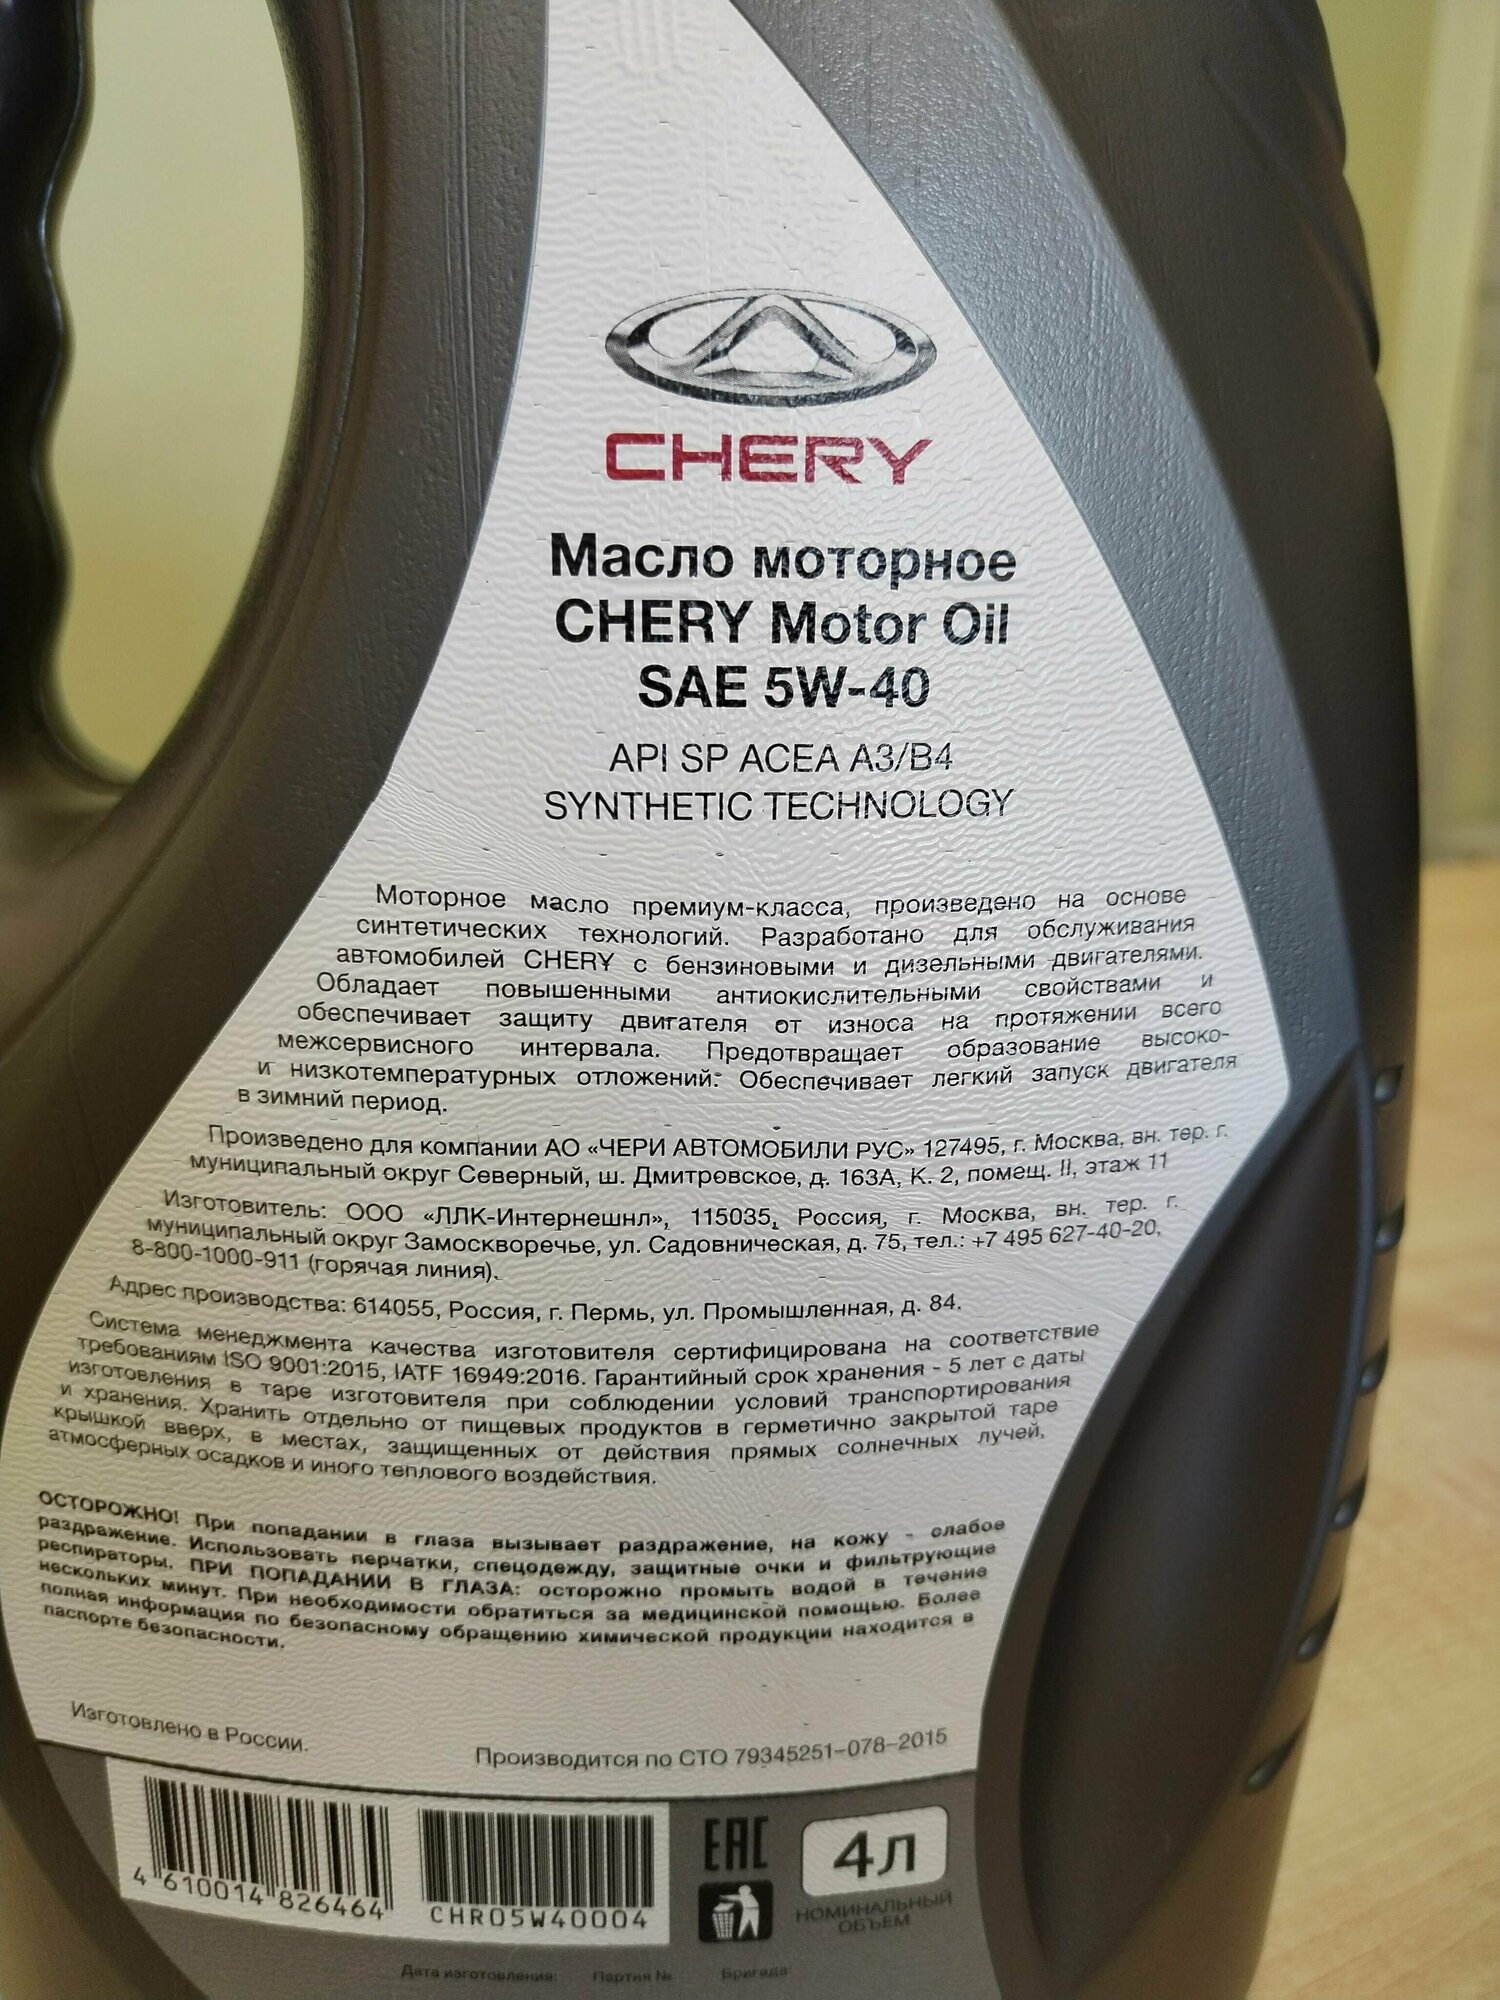 CHERY
Масло моторное
CHERY Motor Oil
SAE 5W-40
API SP ACEA A3/B4
SYNTHETIC TECHNOLOGY
Моторное масло премиум-класса, произведено на основе
синтетических технологий. Разработано для обслуживания
автомобилей CHERY с бензиновыми и дизельными двигателями.
Обладает повышенными антиокислительными свойствами и
обеспечивает защиту двигателя от износа на протяжении всего
межсервисного интервала. Предотвращает образование высоко-
и низкотемпературных отложений. Обеспечивает легкий запуск двигателя
в зимний период.
Произведено для компании АО «ЧЕРИ АВТОМОБИЛИ РУС» 127495, г. Москва, вн. тер. г.
муниципальный округ Северный, ш. Дмитровское, д. 163А, К. 2, помещ. II, этаж 11
Изготовитель: ООО «ЛЛК-Интернешнл», 115035, Россия, г. Москва, вн. тер. г.
муниципальный округ Замоскворечье, ул. Садовническая, д. 75, тел.: +7 495 627-40-20,
8-800-1000-911 (горячая линия).
Адрес производства: 614055, Россия, г. Пермь, ул. Промышленная, д. 84.
Система менеджмента качества изготовителя сертифицирована на соответствие
требованиям ISO 9001:2015, IATF 16949:2016. Гарантийный срок хранения - 5 лет с даты
изготовления в таре изготовителя при соблюдении условий транспортирования
и хранения. Хранить отдельно от пищевых продуктов в герметично закрытой таре
крышкой вверх, в местах, защищенных от действия прямых солнечных лучей,
атмосферных осадков и иного теплового воздействия.
ОСТОРОЖНО! При попадании в глаза вызывает раздражение, на кожу - слабое
раздражение. Использовать перчатки, спецодежду, защитные очки и фильтрующие
респираторы. ПРИ ПОПАДАНИИ В ГЛАЗА: осторожно промыть водой в течение
нескольких минут. При необходимости обратиться за медицинской помощью. Более
полная информация по безопасному обращению химической продукции находится в
паспорте безопасности.
Изготовлено в России.
Производится по СТО 79345251-078-2015
4 610014 826464
CHR05W40004
EAC
4л
НОМИНАЛЬНЫЙ
ОБЪЕМ
Дата изготовления: Партия № Бригада: